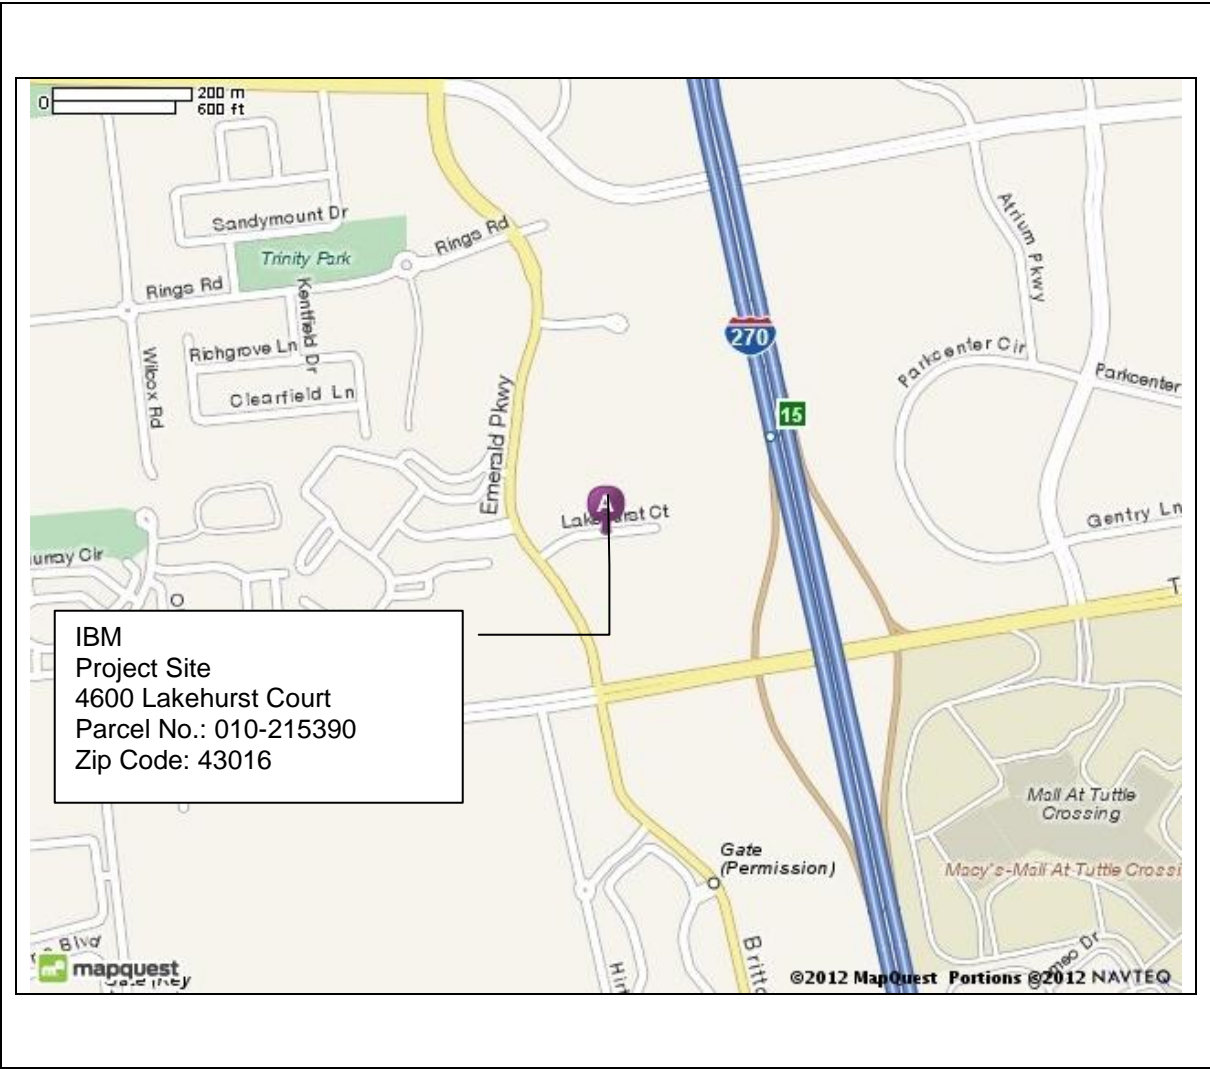 0
200 m
600 ft
Sandymount Dr
Trinity Park
Rings Rd
Rings Rd
Kentfield Dr
Richgrove Ln
Clearfield Ln
Wilcox Rd
Emerald Pkwy
270
15
Atrium Pkwy
Parkcenter Cir
Parkcenter
Gentry Ln
A
Ct
Cir
IBM
Project Site
4600 Lakehurst Court
Parcel No.: 010-215390
Zip Code: 43016
Mall At Tuttle
Crossing
Macy's-Mall At Tuttle Crossi
Gate
(Permission)
Britto
Blvd
Dr
mapquest
©2012 MapQuest Portions ©2012 NAVTEQ